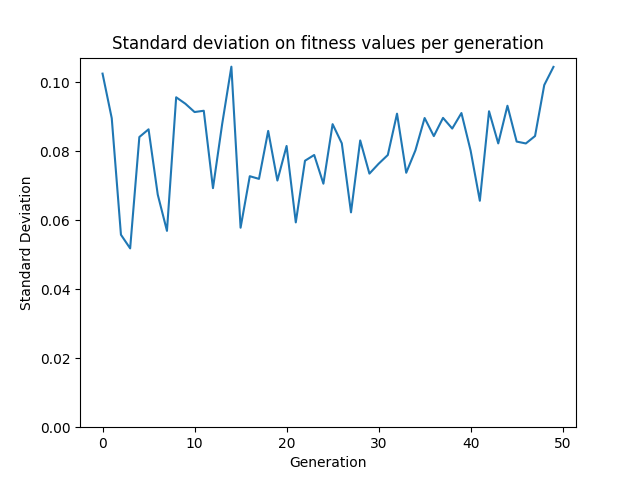 Standard deviation on fitness values per generation
Standard Deviation
0.10
0.08
0.06
0.04
0.02
0.00
0 10 20 30 40 50
Generation